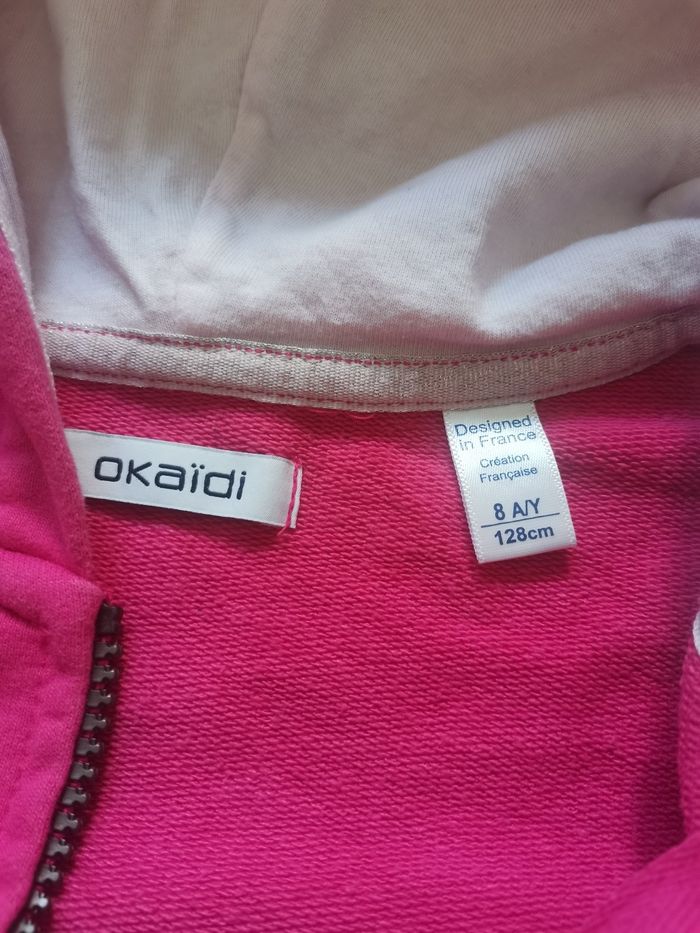 okaïdi
Designed
in France
Création
Française
8 A/Y
128cm